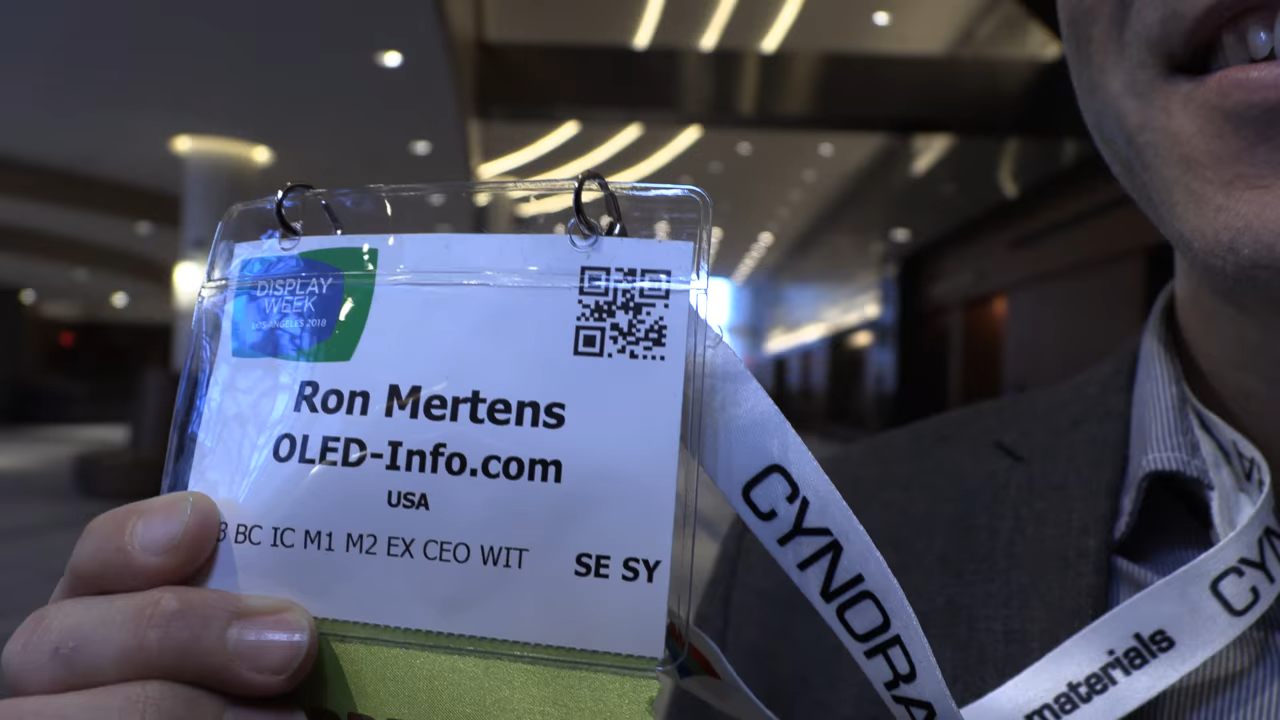 DISPLAY
WEEK
LOS ANGELES 2018
Ron Mertens
OLED-Info.com
USA
BC IC M1 M2 EX CEO WIT
SE SY
CYNORA
materials
CY